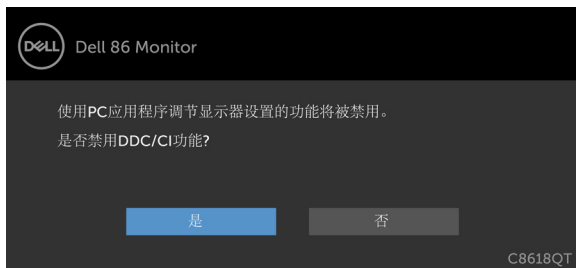 DELL
Dell 86 Monitor
使用PC应用程序调节显示器设置的功能将被禁用。
是否禁用DDC/CI功能?
是
否
C8618QT